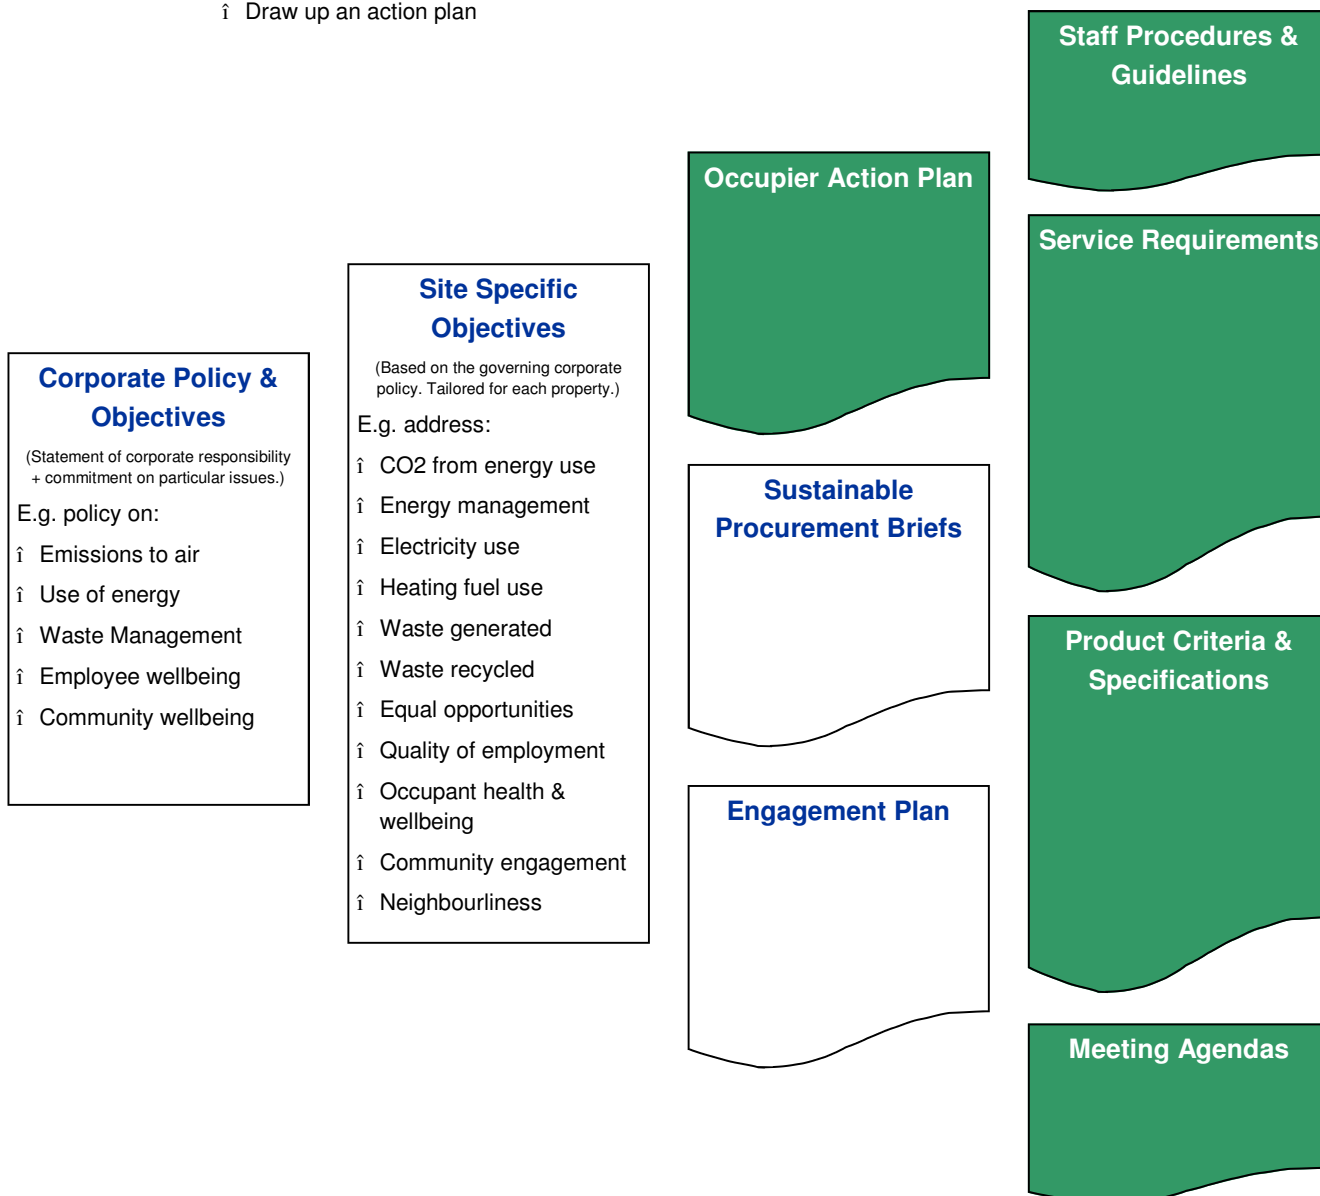 î Draw up an action plan
Corporate Policy &
Objectives
(Statement of corporate responsibility
+ commitment on particular issues.)
E.g. policy on:
î Emissions to air
î Use of energy
î Waste Management
î Employee wellbeing
î Community wellbeing
Site Specific
Objectives
(Based on the governing corporate
policy. Tailored for each property.)
E.g. address:
î CO2 from energy use
î Energy management
î Electricity use
î Heating fuel use
î Waste generated
î Waste recycled
î Equal opportunities
î Quality of employment
î Occupant health &
wellbeing
î Community engagement
î Neighbourliness
Occupier Action Plan
Sustainable
Procurement Briefs
Engagement Plan
Staff Procedures &
Guidelines
Service Requirements
Product Criteria &
Specifications
Meeting Agendas